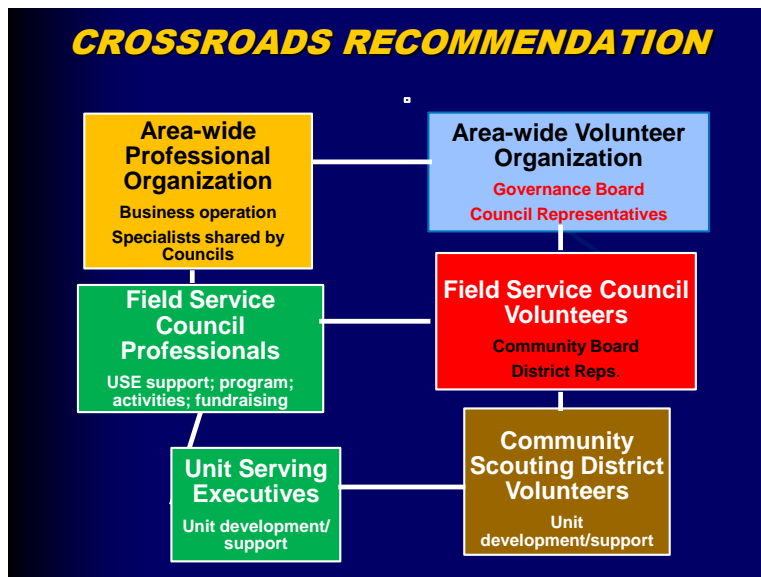 CROSSROADS RECOMMENDATION
Area-wide
Professional
Organization
Business operation
Specialists shared by
Councils
Area-wide Volunteer
Organization
Governance Board
Council Representatives
Field Service
Council
Professionals
USE support; program;
activities; fundraising
Field Service Council
Volunteers
Community Board
District Reps.
Unit Serving
Executives
Unit development/
support
Community
Scouting District
Volunteers
Unit
development/support